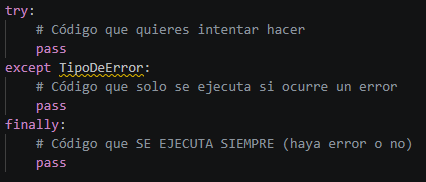 try:
    # Código que quieres intentar hacer
    pass
except TipoDeError:
    # Código que solo se ejecuta si ocurre un error
    pass
finally:
    # Código que SE EJECUTA SIEMPRE (haya error o no)
    pass